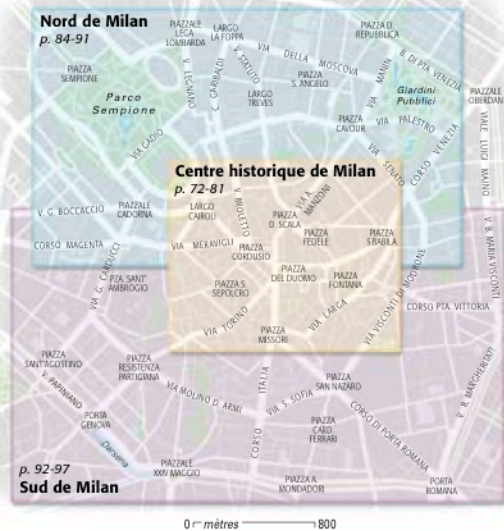 Nord de Milan
p. 84-91
PIAZZALE
LEGA
LOMBARDA
LARGO
LA FOPPA
PIAZZA D.
REPUBBLICA
VIA DELLA MOSCOVA
V. STATUTO
C. GARIBALDI
V. LEGNANO
PIAZZA
SEMPIONE
Parco
Sempione
LARGO
TREVES
PIAZZA
S. ANGELO
VIA MANIN
B. DI PTA. VENEZIA
Giardini
Pubblici
PIAZZALE
OBERDAN
PIAZZA
CAVOUR
VIA PALESTRO
VIALE LUIGI MAINO
VIA GADIO
VIA SENATO
CORSO VENEZIA
Centre historique de Milan
p. 72-81
V. G. BOCCACCIO
PIAZZALE
CADORNA
LARGO
CAIROLI
V. BROLETTO
VIA A.
MANZONI
PIAZZA
D. SCALA
PIAZZA
FEDELE
PIAZZA
S BABILA
CORSO MAGENTA
VIA MERAVIGLI
PIAZZA
CORDUSIO
V. B. MARIA VISCONTI
VIA G. CARDUCCI
PZA. SANT'
AMBROGIO
PIAZZA S.
SEPOLCRO
PIAZZA
DEL DUOMO
PIAZZA
FONTANA
VIA VISCONTI DI MODRONE
CORSO PTA. VITTORIA
VIA TORINO
PIAZZA
MISSORI
VIA LARGA
PIAZZA
SANT'AGOSTINO
V. PAPINIANO
PIAZZA
RESISTENZA
PARTIGIANA
VIA MOLINO D. ARMI
CORSO ITALIA
VIA S. SOFIA
PIAZZA
SAN NAZARO
V. R. MARGHERITA
PORTA
GENOVA
PIAZZA
CARD.
FERRARI
CORSO DI PORTA ROMANA
Darsena
PIAZZALE
XXIV MAGGIO
PIAZZA A.
MONDADORI
PORTA
ROMANA
p. 92-97
Sud de Milan
0 mètres 800